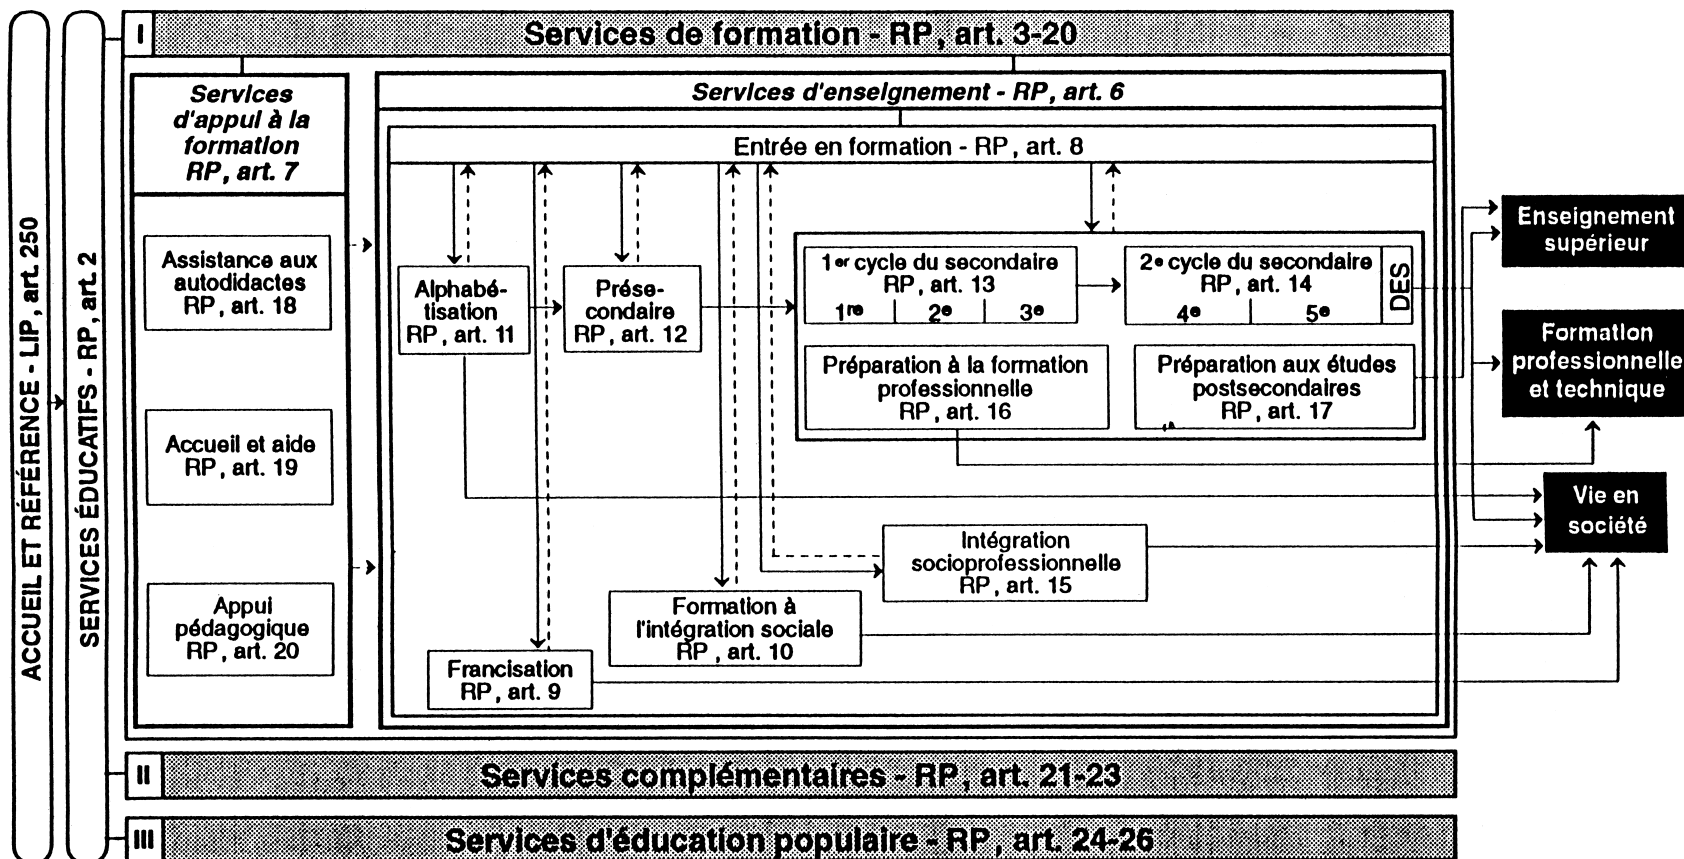 ACCUEIL ET RÉFÉRENCE - LIP, art. 250
SERVICES ÉDUCATIFS - RP, art. 2
I
Services de formation - RP, art. 3-20
Services
d'appui à la
formation
RP, art. 7
Assistance aux
autodidactes
RP, art. 18
Accueil et aide
RP, art. 19
Appui
pédagogique
RP, art. 20
Services d'enseignement - RP, art. 6
Entrée en formation - RP, art. 8
Alphabé-
tisation
RP, art. 11
Prése-
condaire
RP, art. 12
1er cycle du secondaire
RP, art. 13
1re 2e 3e
2e cycle du secondaire
RP, art. 14
4e 5e
DES
Préparation à la formation
professionnelle
RP, art. 16
Préparation aux études
postsecondaires
RP, art. 17
Intégration
socioprofessionnelle
RP, art. 15
Formation à
l'intégration sociale
RP, art. 10
Francisation
RP, art. 9
Enseignement
supérieur
Formation
professionnelle
et technique
Vie en
société
II
Services complémentaires - RP, art. 21-23
III
Services d'éducation populaire - RP, art. 24-26